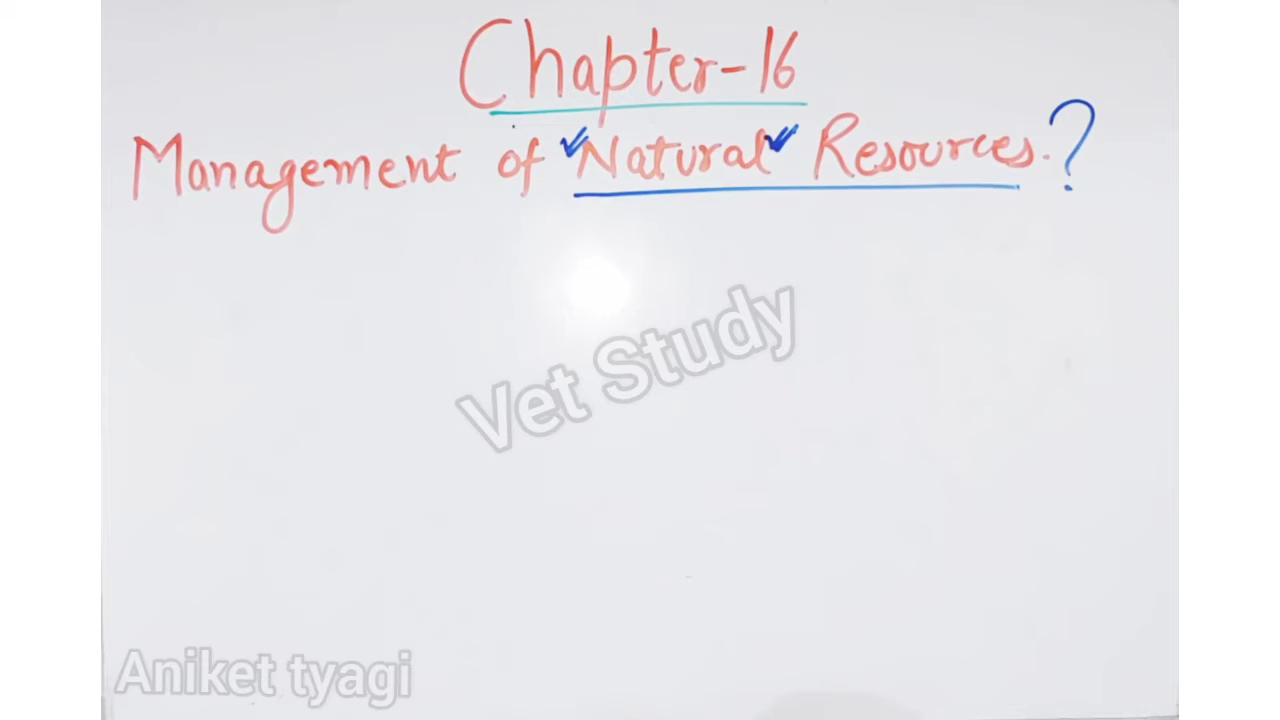 Chapter-16
Management of Natural Resources.?
Vet Study
Aniket tyagi